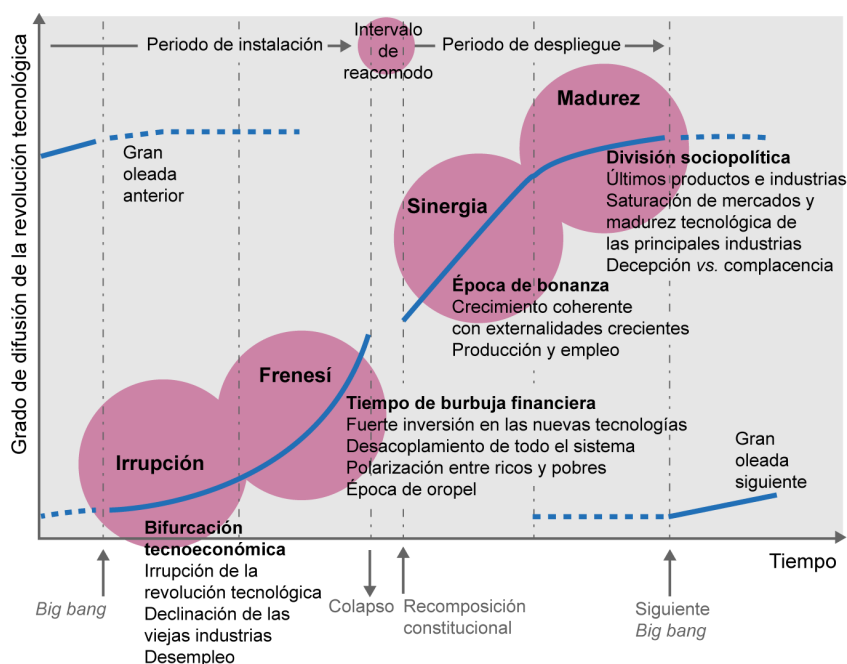 Grado de difusión de la revolución tecnológica
Periodo de instalación
Intervalo
de
reacomodo
Periodo de despliegue
Gran
oleada
anterior
Madurez
División sociopolítica
Últimos productos e industrias
Saturación de mercados y
madurez tecnológica de
las principales industrias
Decepción vs. complacencia
Sinergia
Época de bonanza
Crecimiento coherente
con externalidades crecientes
Producción y empleo
Frenesí
Tiempo de burbuja financiera
Fuerte inversión en las nuevas tecnologías
Desacoplamiento de todo el sistema
Polarización entre ricos y pobres
Época de oropel
Irrupción
Bifurcación
tecnoeconómica
Irrupción de la
revolución tecnológica
Declinación de las
viejas industrias
Desempleo
Gran
oleada
siguiente
Tiempo
Big bang
Colapso
Recomposición
constitucional
Siguiente
Big bang